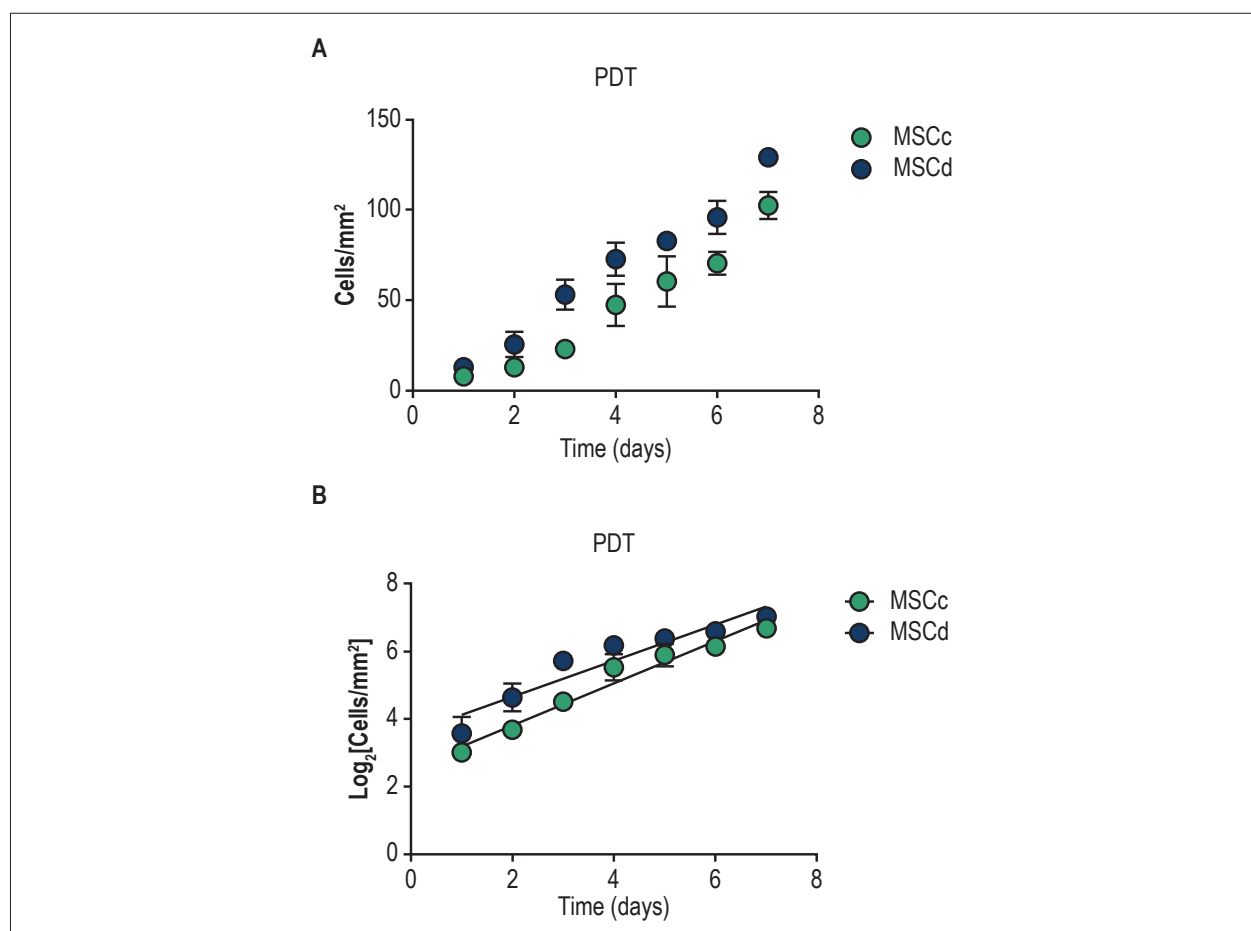 A
PDT
150
100
50
0
Cells/mm²
0 2 4 6 8
Time (days)
MSCc
MSCd
B
PDT
8
6
4
2
0
Log₂[Cells/mm²]
0 2 4 6 8
Time (days)
MSCc
MSCd